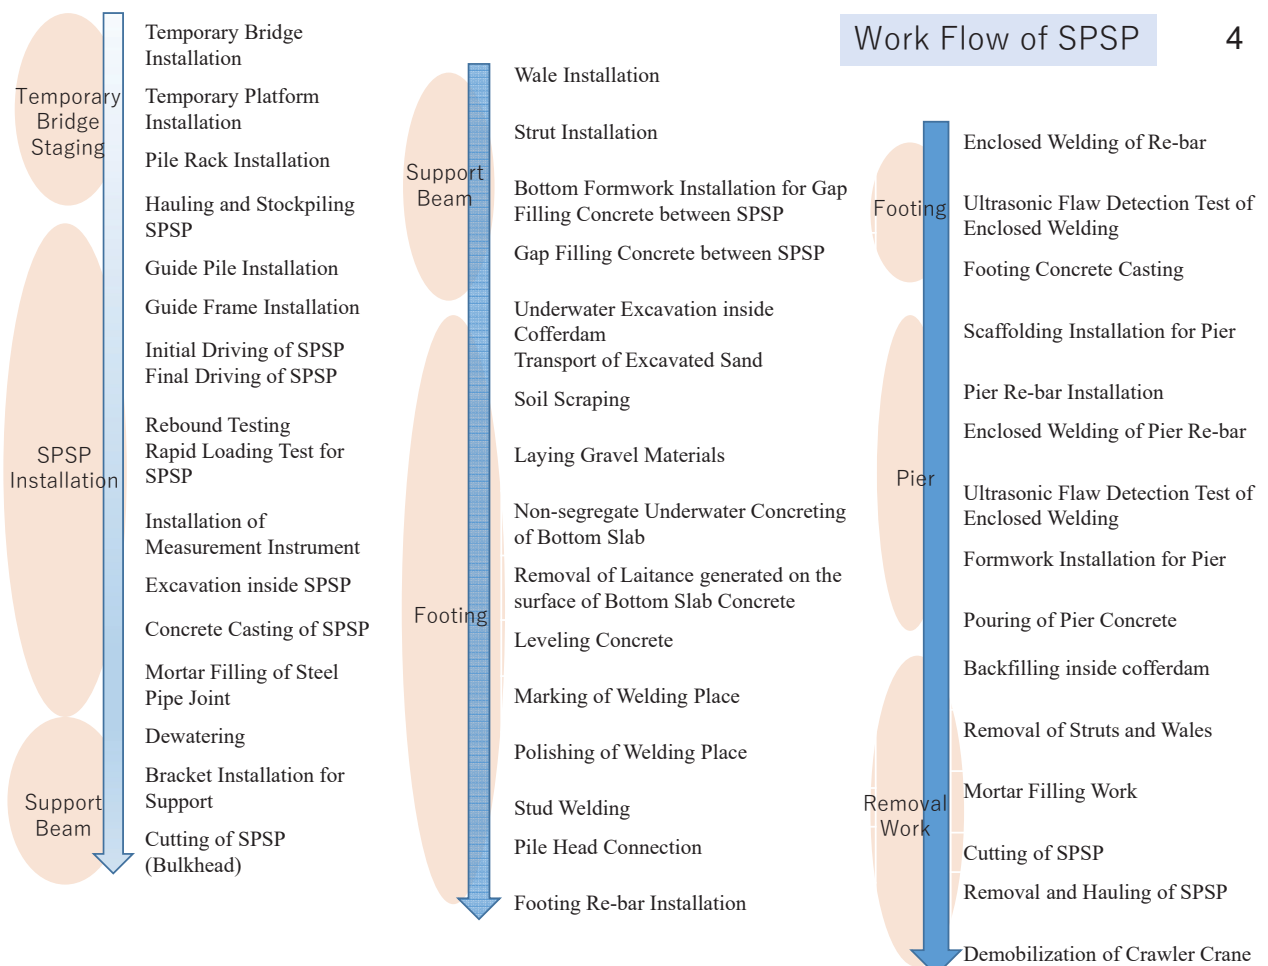 Work Flow of SPSP
4
Temporary
Bridge
Staging
Temporary Bridge
Installation
Temporary Platform
Installation
Pile Rack Installation
Hauling and Stockpiling
SPSP
SPSP
Installation
Guide Pile Installation
Guide Frame Installation
Initial Driving of SPSP
Final Driving of SPSP
Rebound Testing
Rapid Loading Test for
SPSP
Installation of
Measurement Instrument
Excavation inside SPSP
Concrete Casting of SPSP
Mortar Filling of Steel
Pipe Joint
Support
Beam
Dewatering
Bracket Installation for
Support
Cutting of SPSP
(Bulkhead)
Support
Beam
Wale Installation
Strut Installation
Bottom Formwork Installation for Gap
Filling Concrete between SPSP
Gap Filling Concrete between SPSP
Footing
Underwater Excavation inside
Cofferdam
Transport of Excavated Sand
Soil Scraping
Laying Gravel Materials
Non-segregate Underwater Concreting
of Bottom Slab
Removal of Laitance generated on the
surface of Bottom Slab Concrete
Leveling Concrete
Marking of Welding Place
Polishing of Welding Place
Stud Welding
Pile Head Connection
Footing Re-bar Installation
Footing
Enclosed Welding of Re-bar
Ultrasonic Flaw Detection Test of
Enclosed Welding
Footing Concrete Casting
Pier
Scaffolding Installation for Pier
Pier Re-bar Installation
Enclosed Welding of Pier Re-bar
Ultrasonic Flaw Detection Test of
Enclosed Welding
Formwork Installation for Pier
Pouring of Pier Concrete
Removal
Work
Backfilling inside cofferdam
Removal of Struts and Wales
Mortar Filling Work
Cutting of SPSP
Removal and Hauling of SPSP
Demobilization of Crawler Crane